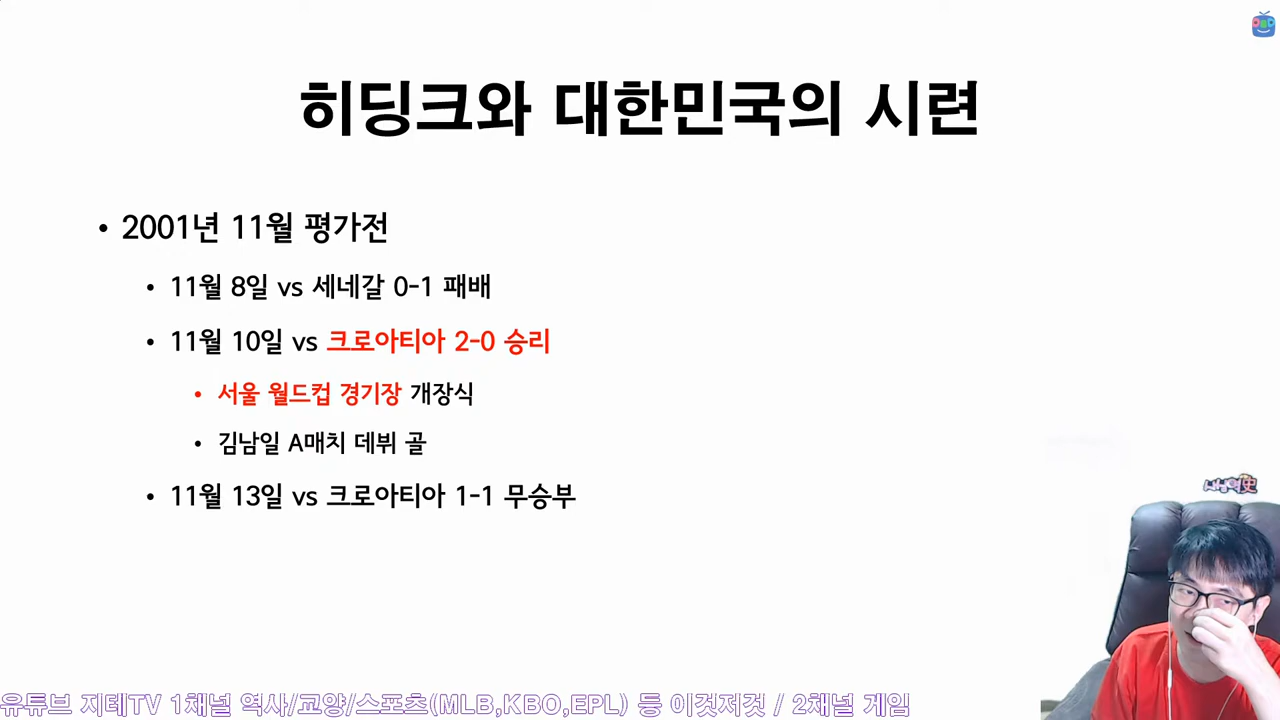 히딩크와 대한민국의 시련
• 2001년 11월 평가전
• 11월 8일 vs 세네갈 0-1 패배
• 11월 10일 vs 크로아티아 2-0 승리
• 서울 월드컵 경기장 개장식
• 김남일 A매치 데뷔 골
• 11월 13일 vs 크로아티아 1-1 무승부
유튜브 지테TV 1채널 역사/교양/스포츠(MLB,KBO,EPL) 등 이것저것 / 2채널 게임